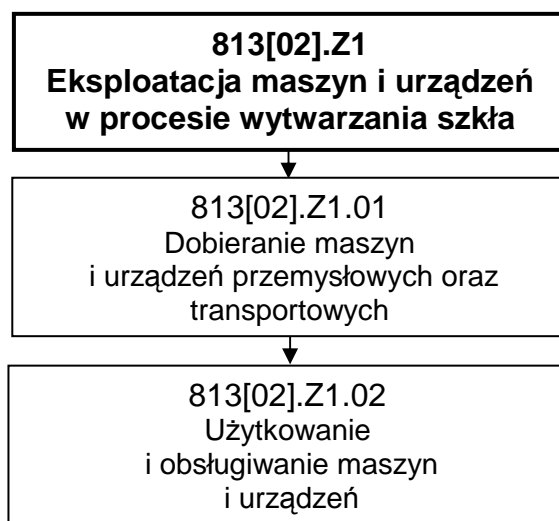 813[02].Z1
Eksploatacja maszyn i urządzeń
w procesie wytwarzania szkła
813[02].Z1.01
Dobieranie maszyn
i urządzeń przemysłowych oraz
transportowych
813[02].Z1.02
Użytkowanie
i obsługiwanie maszyn
i urządzeń